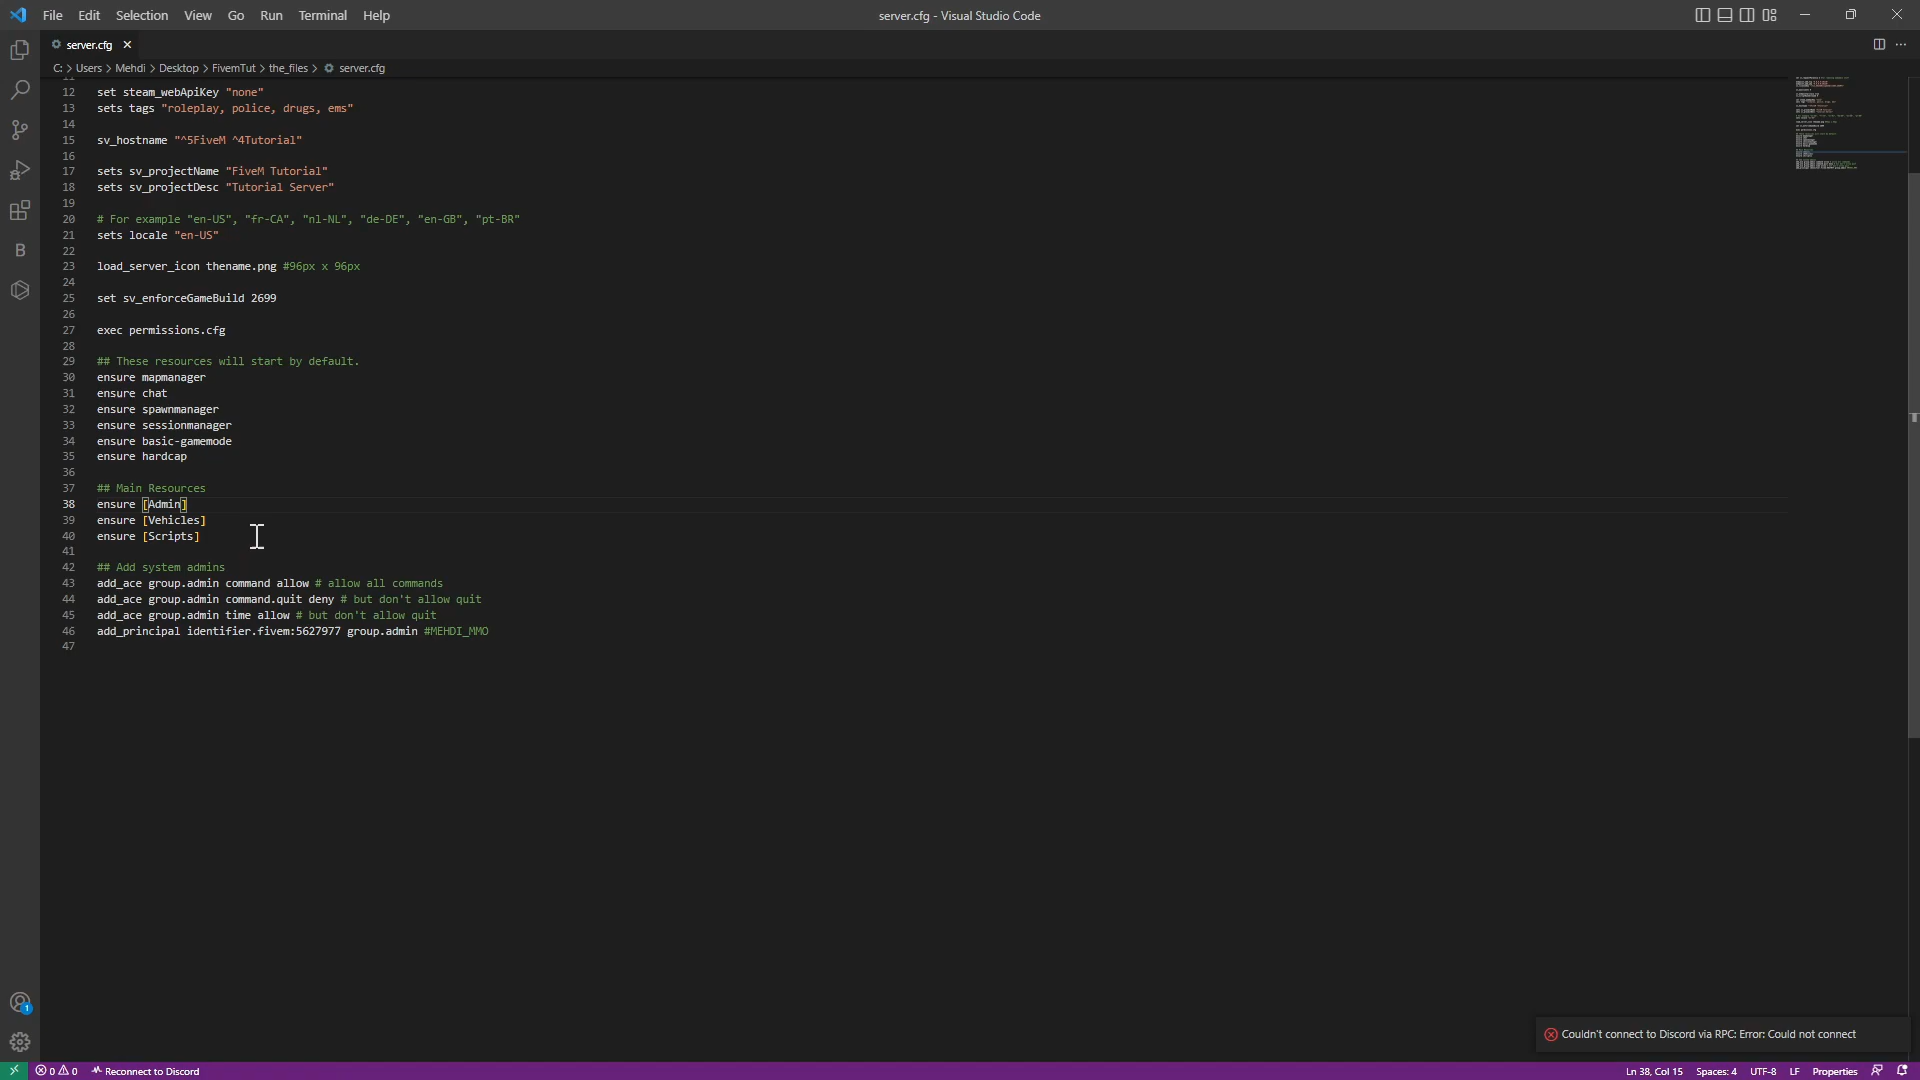 File Edit Selection View Go Run Terminal Help
server.cfg - Visual Studio Code
server.cfg
C: > Users > Mehdi > Desktop > FivemTut > the_files > server.cfg
11
12 set steam_webApiKey "none"
13 sets tags "roleplay, police, drugs, ems"
14
15 sv_hostname "^5FiveM ^4Tutorial"
16
17 sets sv_projectName "FiveM Tutorial"
18 sets sv_projectDesc "Tutorial Server"
19
20 # For example "en-US", "fr-CA", "nl-NL", "de-DE", "en-GB", "pt-BR"
21 sets locale "en-US"
22
23 load_server_icon thename.png #96px x 96px
24
25 set sv_enforceGameBuild 2699
26
27 exec permissions.cfg
28
29 ## These resources will start by default.
30 ensure mapmanager
31 ensure chat
32 ensure spawnmanager
33 ensure sessionmanager
34 ensure basic-gamemode
35 ensure hardcap
36
37 ## Main Resources
38 ensure [Admin]
39 ensure [Vehicles]
40 ensure [Scripts]
41
42 ## Add system admins
43 add_ace group.admin command allow # allow all commands
44 add_ace group.admin command.quit deny # but don't allow quit
45 add_ace group.admin time allow # but don't allow quit
46 add_principal identifier.fivem:5627977 group.admin #MEHDI_MMO
47
B
1
Couldn't connect to Discord via RPC: Error: Could not connect
0 0 Reconnect to Discord
Ln 38, Col 15 Spaces: 4 UTF-8 LF Properties